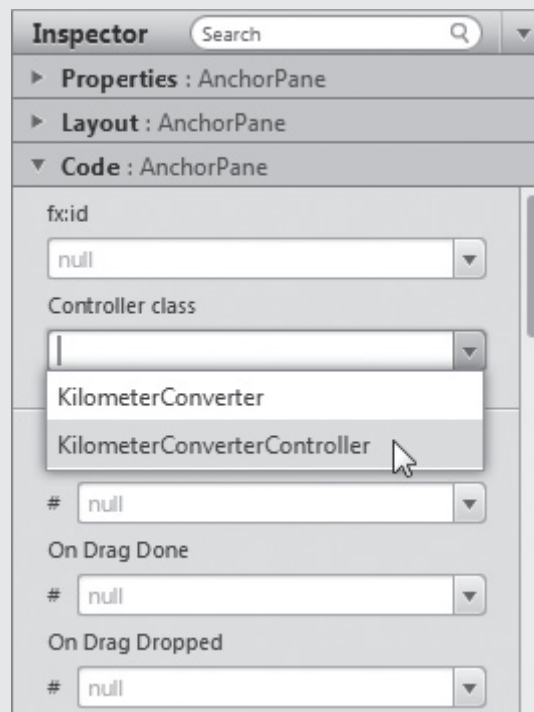 Inspector Search
Properties : AnchorPane
Layout : AnchorPane
Code : AnchorPane
fx:id
null
Controller class
KilometerConverter
KilometerConverterController
# null
On Drag Done
# null
On Drag Dropped
# null